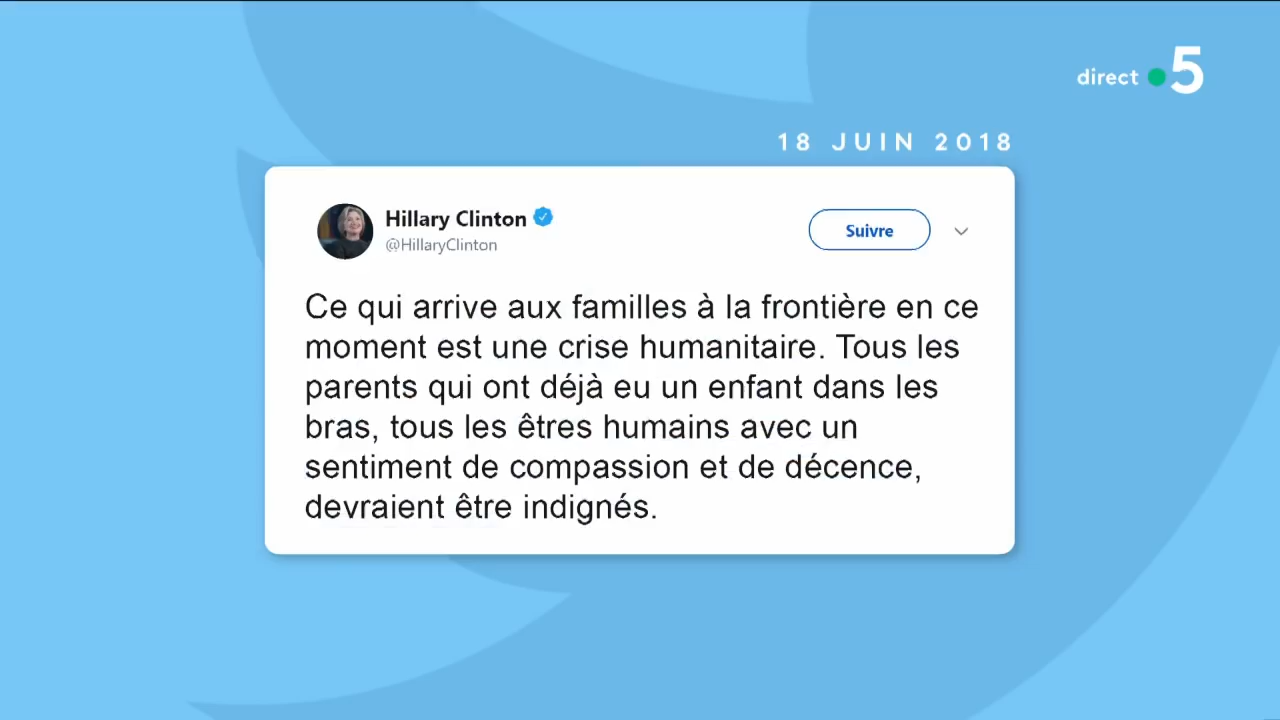 direct 5
18 JUIN 2018
Hillary Clinton
@HillaryClinton
Suivre
Ce qui arrive aux familles à la frontière en ce
moment est une crise humanitaire. Tous les
parents qui ont déjà eu un enfant dans les
bras, tous les êtres humains avec un
sentiment de compassion et de décence,
devraient être indignés.